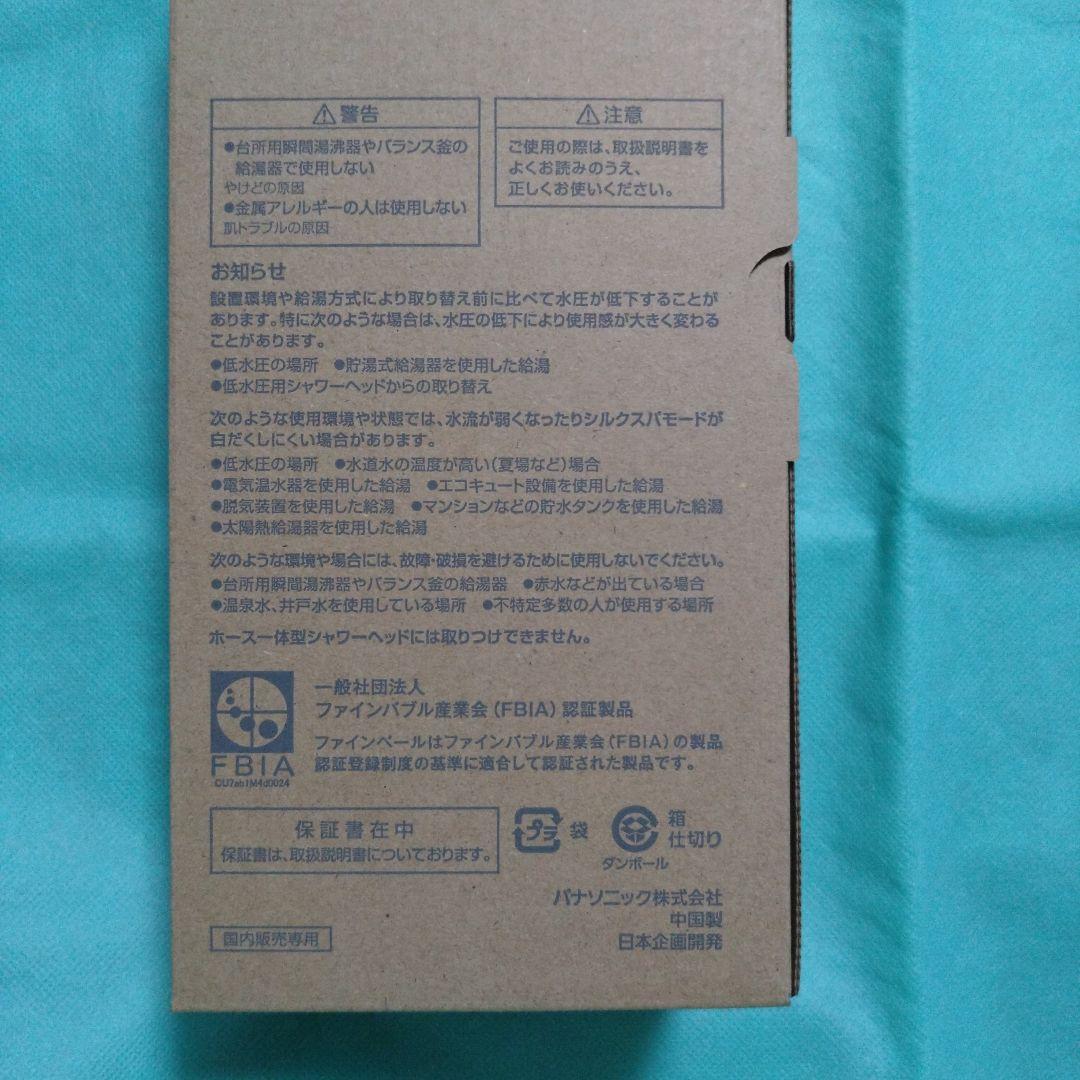 ⚠警告
●台所用瞬間湯沸器やバランス釜の
給湯器で使用しない
やけどの原因
●金属アレルギーの人は使用しない
肌トラブルの原因
⚠注意
ご使用の際は、取扱説明書を
よくお読みのうえ、
正しくお使いください。
お知らせ
設置環境や給湯方式により取り替え前に比べて水圧が低下することが
あります。特に次のような場合は、水圧の低下により使用感が大きく変わる
ことがあります。
●低水圧の場所 ●貯湯式給湯器を使用した給湯
●低水圧用シャワーヘッドからの取り替え
次のような使用環境や状態では、水流が弱くなったりシルクスパモードが
白だくしにくい場合があります。
●低水圧の場所 ●水道水の温度が高い(夏場など)場合
●電気温水器を使用した給湯 ●エコキュート設備を使用した給湯
●脱気装置を使用した給湯 ●マンションなどの貯水タンクを使用した給湯
●太陽熱給湯器を使用した給湯
次のような環境や場合には、故障・破損を避けるために使用しないでください。
●台所用瞬間湯沸器やバランス釜の給湯器 ●赤水などが出ている場合
●温泉水、井戸水を使用している場所 ●不特定多数の人が使用する場所
ホース一体型シャワーヘッドには取りつけできません。
一般社団法人
ファインバブル産業会(FBIA)認証製品
ファインベールはファインバブル産業会(FBIA)の製品
認証登録制度の基準に適合して認証された製品です。
FBIA
CU7ab1M4d0024
保証書在中
保証書は、取扱説明書についております。
プラ 袋
箱
仕切り
ダンボール
パナソニック株式会社
中国製
日本企画開発
国内販売専用